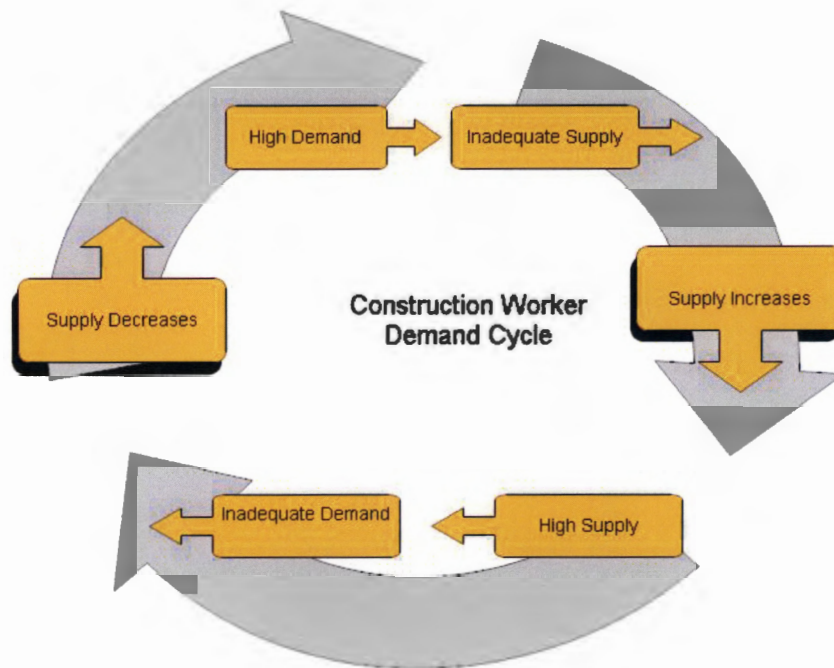 High Demand
Inadequate Supply
Supply Increases
High Supply
Inadequate Demand
Supply Decreases
Construction Worker
Demand Cycle